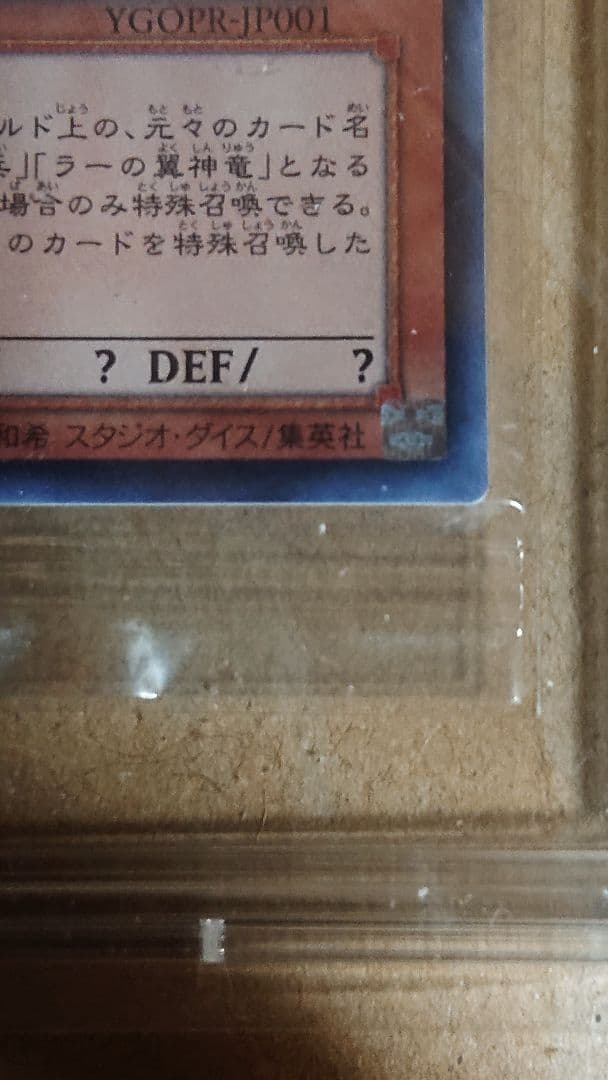 YGOPR-JP001
ルド上の、元々のカード名
」「ラーの翼神竜」となる
場合のみ特殊召喚できる。
のカードを特殊召喚した
? DEF/ ?
和希 スタジオ・ダイス/集英社